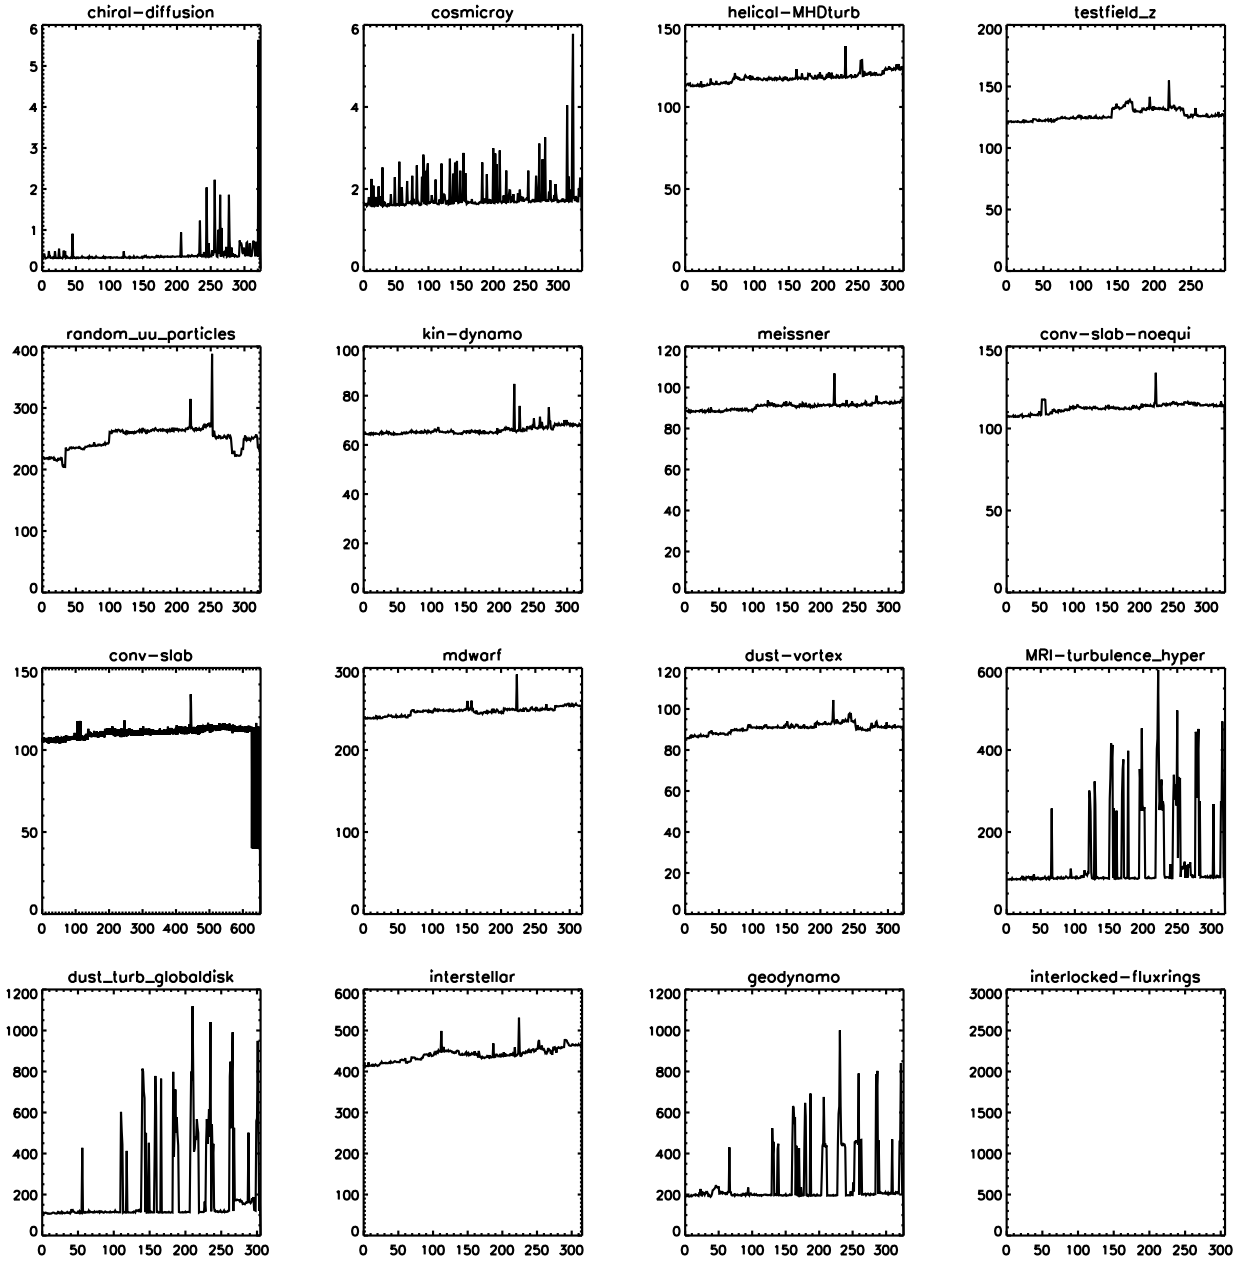 chiral-diffusion
cosmicray
helical-MHDturb
testfield_z
6
5
4
3
2
1
0
0 50 100 150 200 250 300
6
4
2
0
0 50 100 150 200 250 300
150
100
50
0
0 50 100 150 200 250 300
200
150
100
50
0
0 50 100 150 200 250
random_uu_particles
kin-dynamo
meissner
conv-slab-noequi
400
300
200
100
0
0 50 100 150 200 250 300
100
80
60
40
20
0
0 50 100 150 200 250 300
120
100
80
60
40
20
0
0 50 100 150 200 250 300
150
100
50
0
0 50 100 150 200 250 300
conv-slab
mdwarf
dust-vortex
MRI-turbulence_hyper
150
100
50
0
0 100 200 300 400 500 600
300
200
100
0
0 50 100 150 200 250 300
120
100
80
60
40
20
0
0 50 100 150 200 250 300
600
400
200
0
0 50 100 150 200 250 300
dust_turb_globaldisk
interstellar
geodynamo
interlocked-fluxrings
1200
1000
800
600
400
200
0
0 50 100 150 200 250 300
600
500
400
300
200
100
0
0 50 100 150 200 250 300
1200
1000
800
600
400
200
0
0 50 100 150 200 250 300
3000
2500
2000
1500
1000
500
0
0 50 100 150 200 250 300